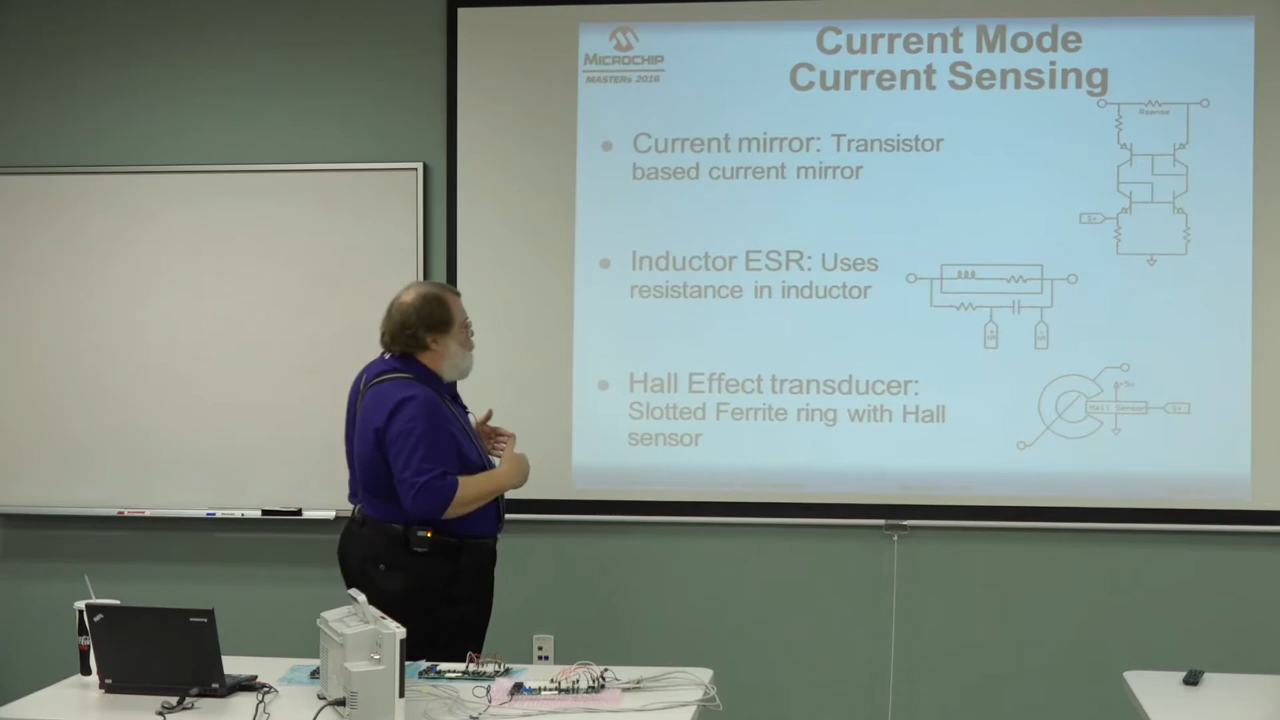 MICROCHIP
MASTERs 2016
Current Mode
Current Sensing
Current mirror: Transistor
based current mirror
Rsense
Inductor ESR: Uses
resistance in inductor
Hall Effect transducer:
Slotted Ferrite ring with Hall
sensor
+5v
Hall Sensor